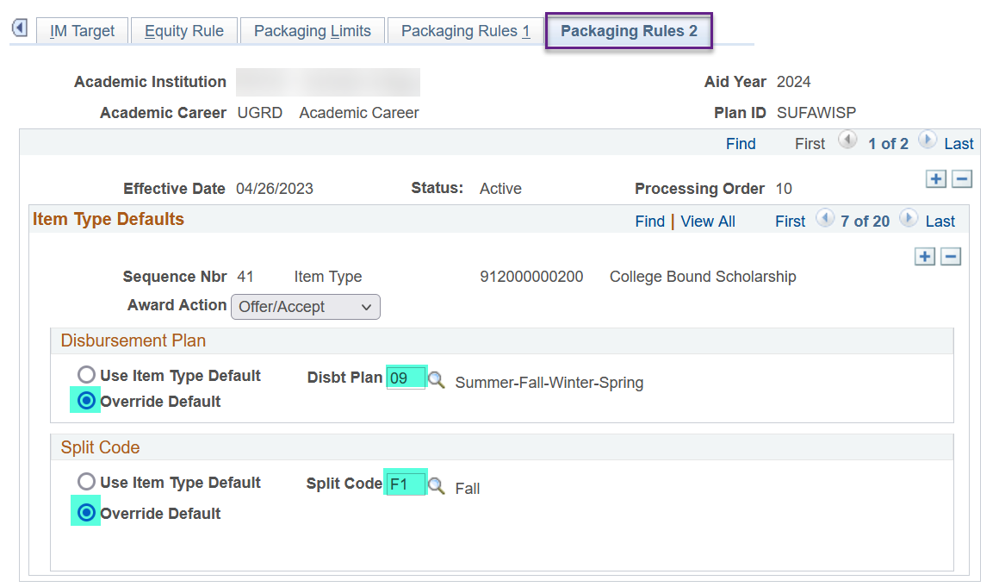 IM Target Equity Rule Packaging Limits Packaging Rules 1 Packaging Rules 2
Academic Institution Aid Year 2024
Academic Career UGRD Academic Career Plan ID SUFAWISP
Find First 1 of 2 Last
Effective Date 04/26/2023 Status: Active Processing Order 10
Item Type Defaults Find | View All First 7 of 20 Last
Sequence Nbr 41 Item Type 912000000200 College Bound Scholarship
Award Action Offer/Accept
Disbursement Plan
Use Item Type Default Disbt Plan 09 Summer-Fall-Winter-Spring
Override Default
Split Code
Use Item Type Default Split Code F1 Fall
Override Default